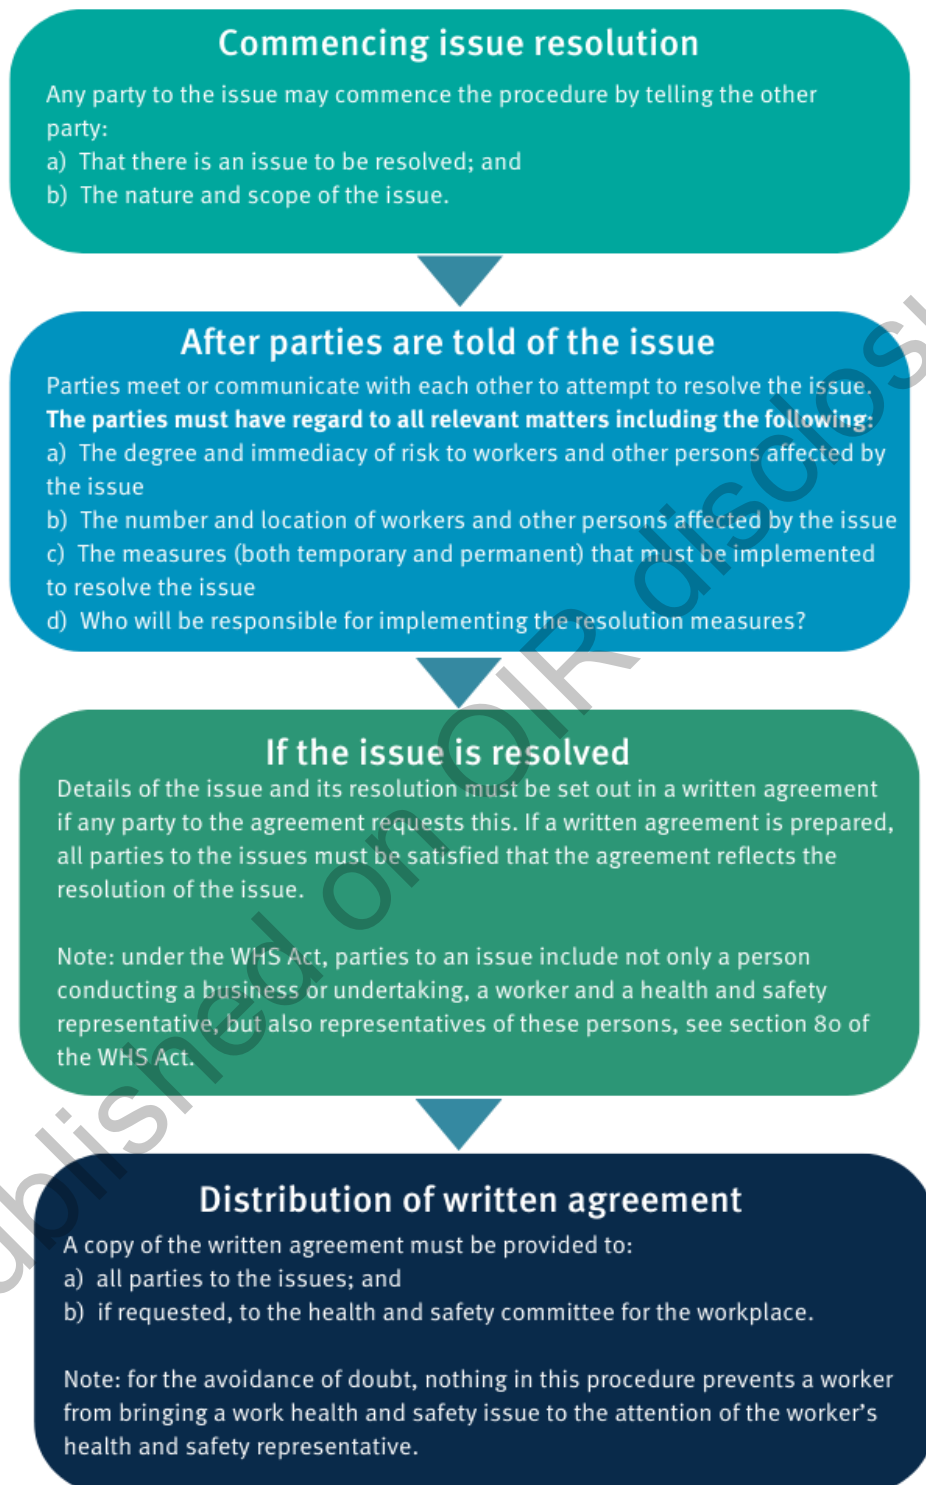 Commencing issue resolution
Any party to the issue may commence the procedure by telling the other
party:
a) That there is an issue to be resolved; and
b) The nature and scope of the issue.
After parties are told of the issue
Parties meet or communicate with each other to attempt to resolve the issue.
The parties must have regard to all relevant matters including the following:
a) The degree and immediacy of risk to workers and other persons affected by
the issue
b) The number and location of workers and other persons affected by the issue
c) The measures (both temporary and permanent) that must be implemented
to resolve the issue
d) Who will be responsible for implementing the resolution measures?
If the issue is resolved
Details of the issue and its resolution must be set out in a written agreement
if any party to the agreement requests this. If a written agreement is prepared,
all parties to the issues must be satisfied that the agreement reflects the
resolution of the issue.
Note: under the WHS Act, parties to an issue include not only a person
conducting a business or undertaking, a worker and a health and safety
representative, but also representatives of these persons, see section 80 of
the WHS Act.
Distribution of written agreement
A copy of the written agreement must be provided to:
a) all parties to the issues; and
b) if requested, to the health and safety committee for the workplace.
Note: for the avoidance of doubt, nothing in this procedure prevents a worker
from bringing a work health and safety issue to the attention of the worker's
health and safety representative.
on OIR